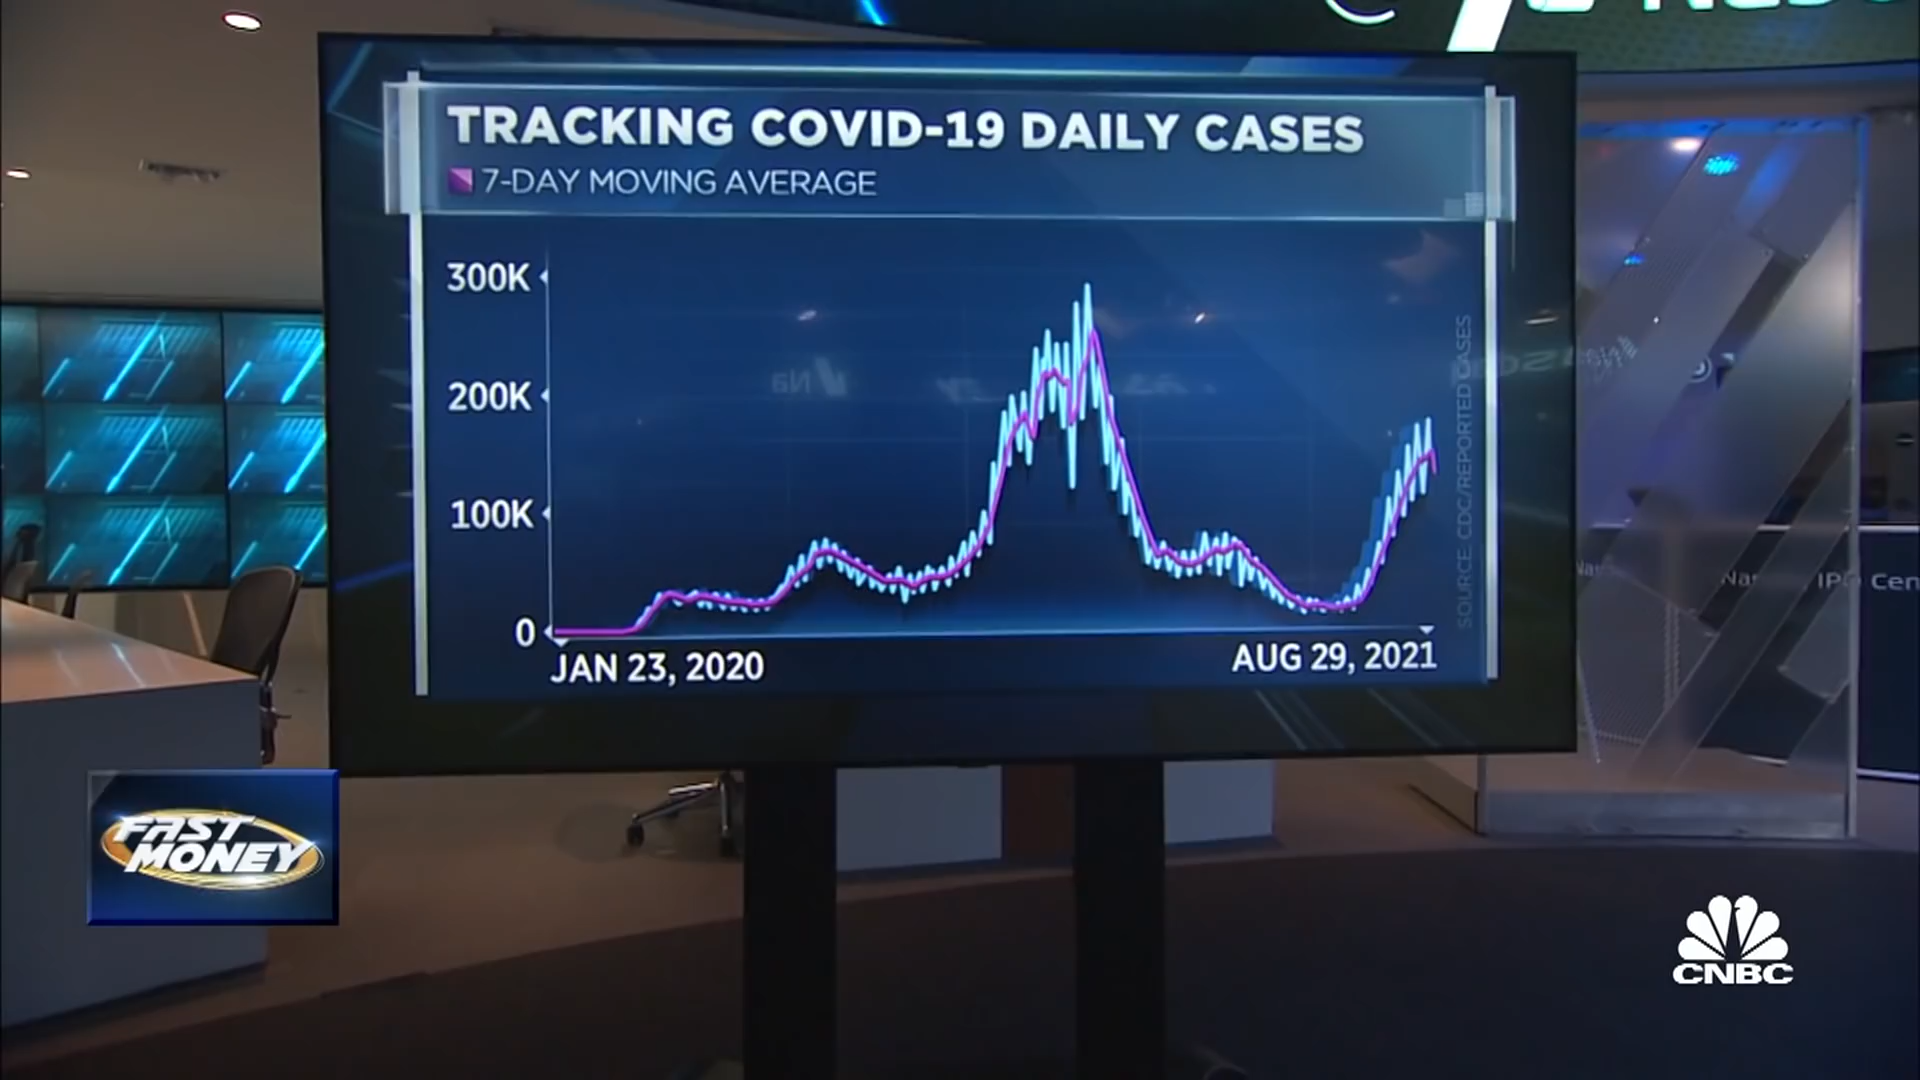 TRACKING COVID-19 DAILY CASES
7-DAY MOVING AVERAGE
300K
200K
100K
0
JAN 23, 2020
AUG 29, 2021
SOURCE: CDC/REPORTED CASES
FAST
MONEY
CNBC